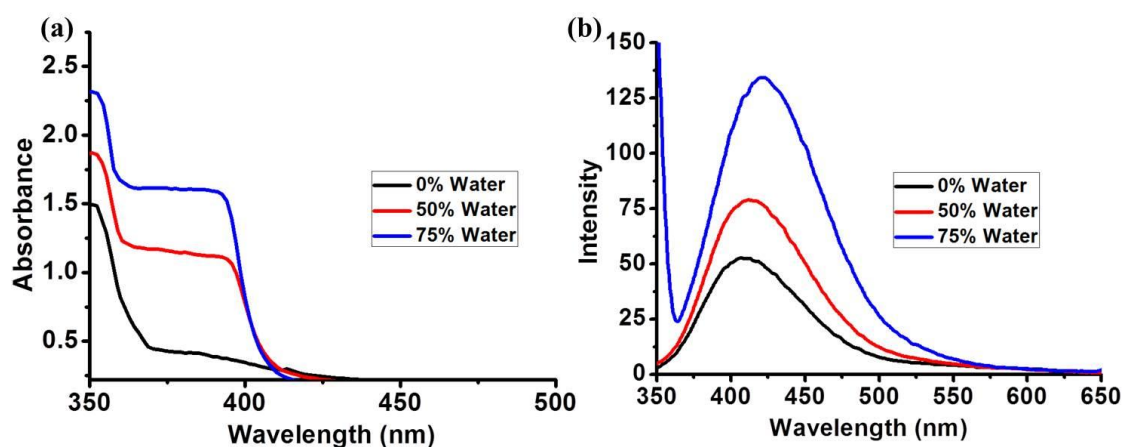 (a)
Absorbance
2.5
2.0
1.5
1.0
0.5
350
400
450
500
Wavelength (nm)
0% Water
50% Water
75% Water
(b)
Intensity
150
125
100
75
50
25
0
350
400
450
500
550
600
650
Wavelength (nm)
0% Water
50% Water
75% Water